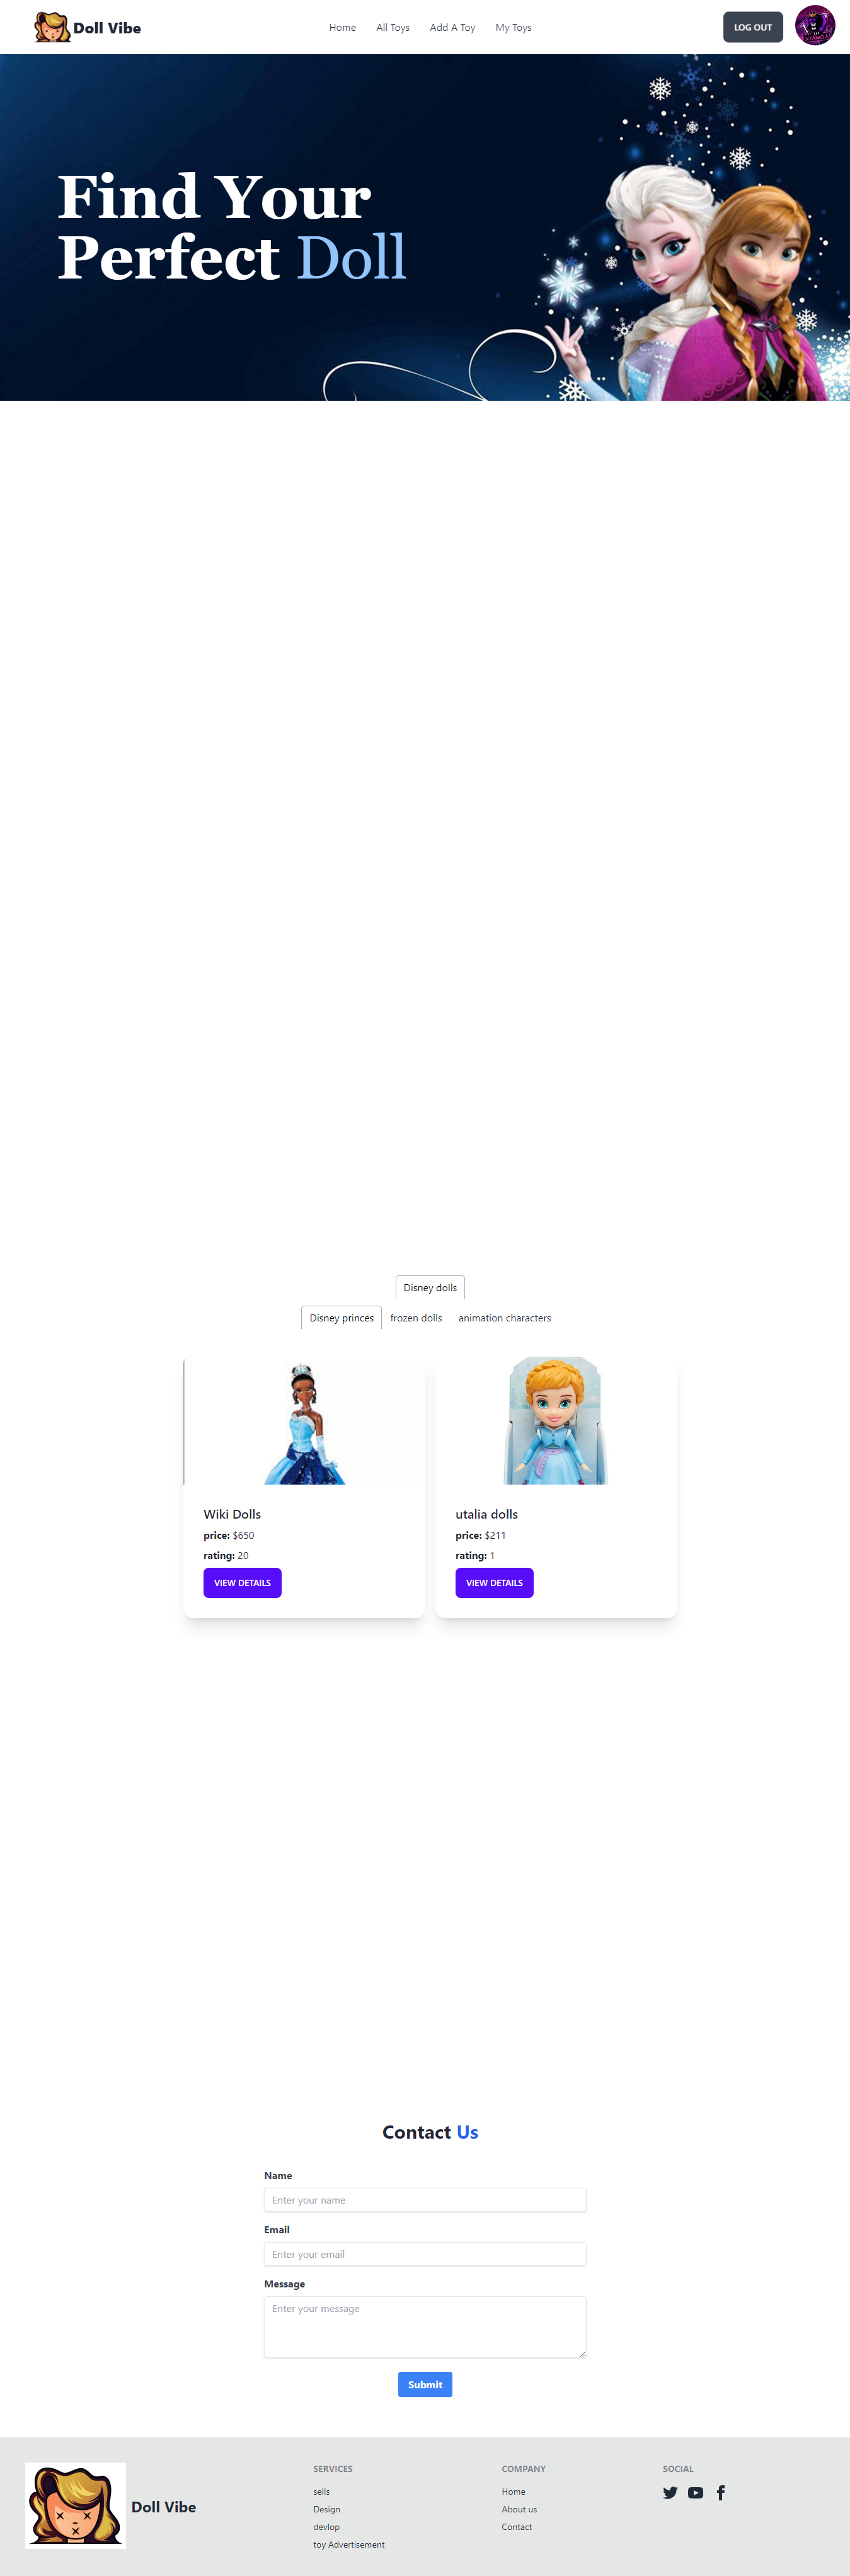 Doll Vibe
Home All Toys Add A Toy My Toys
LOG OUT
Find Your
Perfect Doll
Disney dolls
Disney princes frozen dolls animation characters
Wiki Dolls
price: $650
rating: 20
VIEW DETAILS
utalia dolls
price: $211
rating: 1
VIEW DETAILS
Contact Us
Name
Enter your name
Email
Enter your email
Message
Enter your message
Submit
Doll Vibe
SERVICES
sells
Design
devlop
toy Advertisement
COMPANY
Home
About us
Contact
SOCIAL